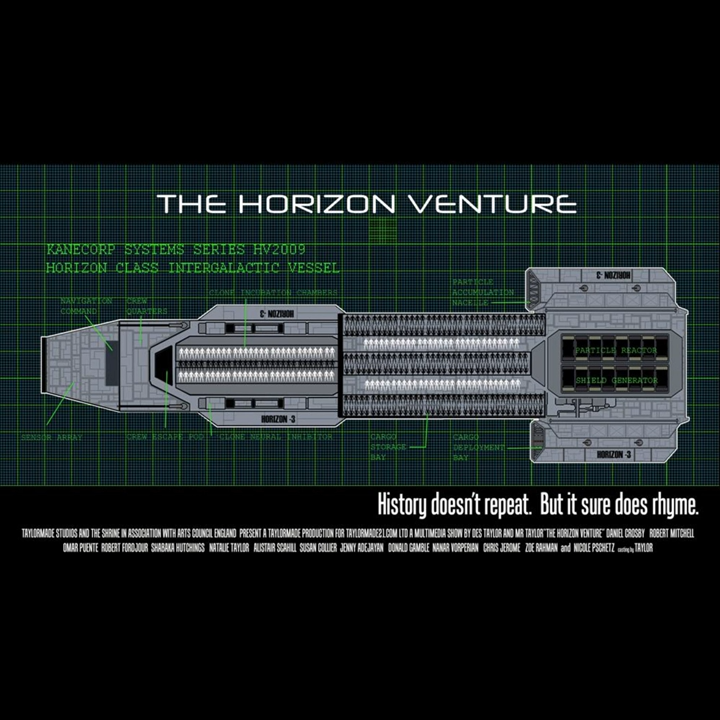 THE HORIZON VENTURE
KANECORP SYSTEMS SERIES HV2009
HORIZON CLASS INTERGALACTIC VESSEL
NAVIGATION
COMMAND
CREW
QUARTERS
CLONE INCUBATION CHAMBERS
PARTICLE
ACCUMULATION
NACELLE
HORIZON -3
HORIZON -3
PARTICLE REACTOR
SHIELD GENERATOR
HORIZON -3
HORIZON -3
SENSOR ARRAY
CREW ESCAPE POD
CLONE NEURAL INHIBITOR
CARGO
STORAGE
BAY
CARGO
DEPLOYMENT
BAY
History doesn't repeat. But it sure does rhyme.
TAYLORMADE STUDIOS AND THE SHRINE IN ASSOCIATION WITH ARTS COUNCIL ENGLAND PRESENT A TAYLORMADE PRODUCTION FOR TAYLORMADE21.COM LTD A MULTIMEDIA SHOW BY DES TAYLOR AND MR TAYLOR "THE HORIZON VENTURE" DANIEL CROSBY ROBERT MITCHELL
OMAR PUENTE ROBERT FORDJOUR SHABAKA HUTCHINGS NATALIE TAYLOR ALISTAIR SCAHILL SUSAN COLLIER JENNY ADEJAYAN DONALD GAMBLE NANAR VORPERIAN CHRIS JEROME ZOE RAHMAN and NICOLE PSCHETZ casting by TAYLOR